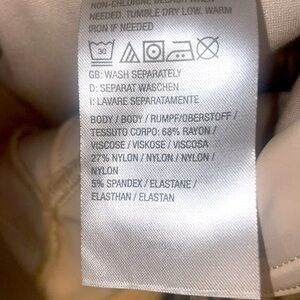 NON-CHLORINE BLEACH WHEN
NEEDED. TUMBLE DRY LOW. WARM
IRON IF NEEDED
30
GB: WASH SEPARATELY
D: SEPARAT WASCHEN
I: LAVARE SEPARATAMENTE
BODY / BODY / RUMPF/OBERSTOFF /
TESSUTO CORPO: 68% RAYON /
VISCOSE / VISKOSE / VISCOSA
27% NYLON / NYLON / NYLON /
NYLON
5% SPANDEX / ELASTANE /
ELASTHAN / ELASTAN